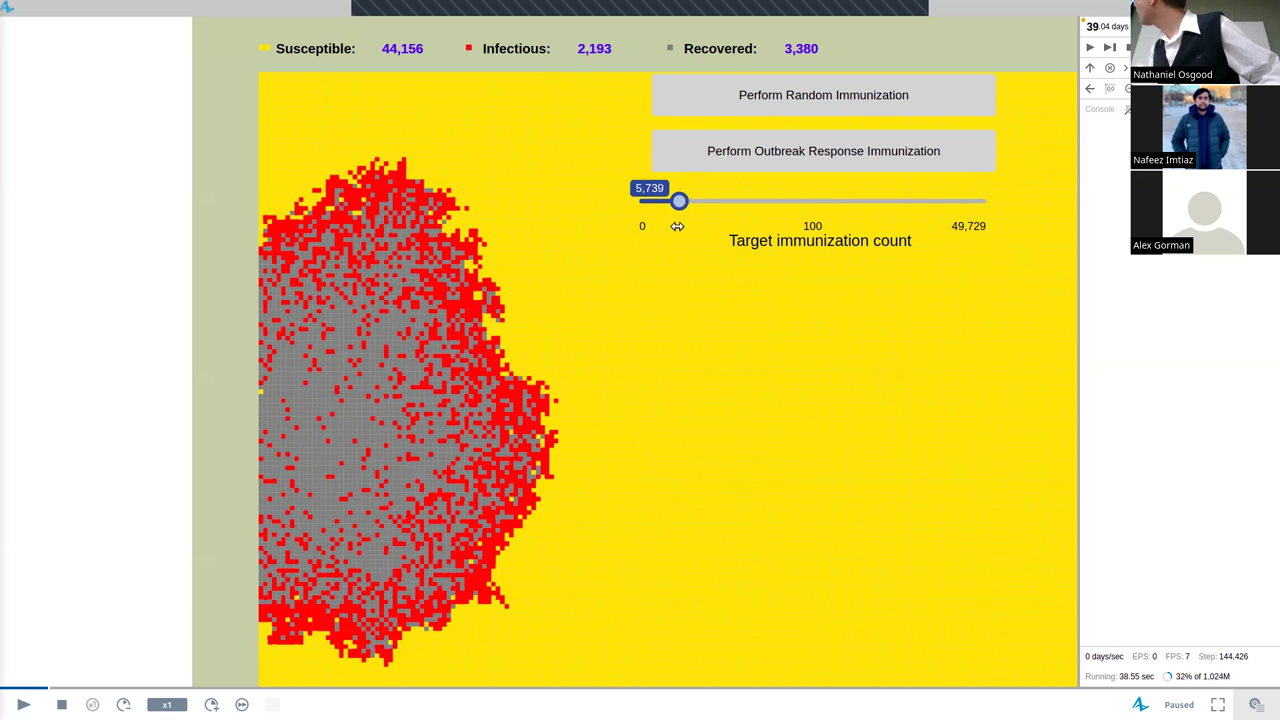 Susceptible: 44,156 Infectious: 2,193 Recovered: 3,380
39.04 days
Nathaniel Osgood
Perform Random Immunization
Console
Perform Outbreak Response Immunization
Nafeez Imtiaz
5,739
0 100 49,729
Target immunization count
Alex Gorman
0 days/sec EPS: 0 FPS: 7 Step: 144,426
Running: 38.55 sec 32% of 1,024M
x1 x1 Paused